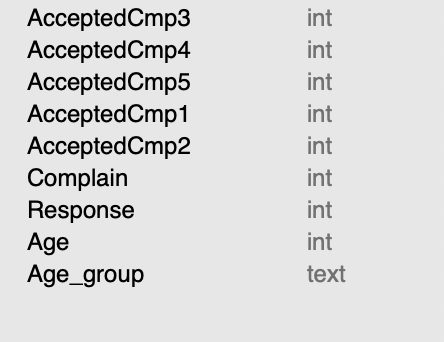 AcceptedCmp3 int
AcceptedCmp4 int
AcceptedCmp5 int
AcceptedCmp1 int
AcceptedCmp2 int
Complain int
Response int
Age int
Age_group text